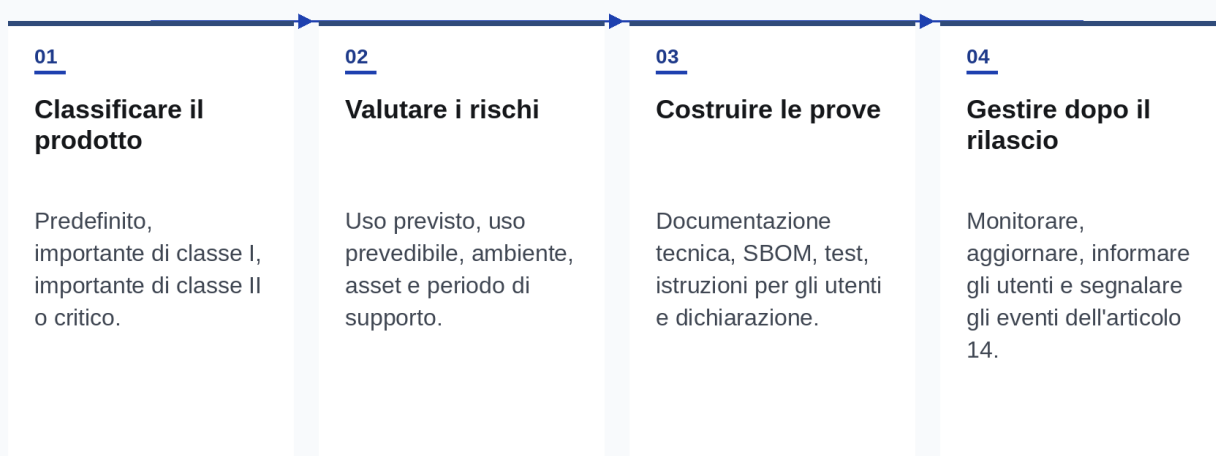 01
Classificare il
prodotto
Predefinito,
importante di classe I,
importante di classe II
o critico.
02
Valutare i rischi
Uso previsto, uso
prevedibile, ambiente,
asset e periodo di
supporto.
03
Costruire le prove
Documentazione
tecnica, SBOM, test,
istruzioni per gli utenti
e dichiarazione.
04
Gestire dopo il
rilascio
Monitorare,
aggiornare, informare
gli utenti e segnalare
gli eventi dell'articolo
14.